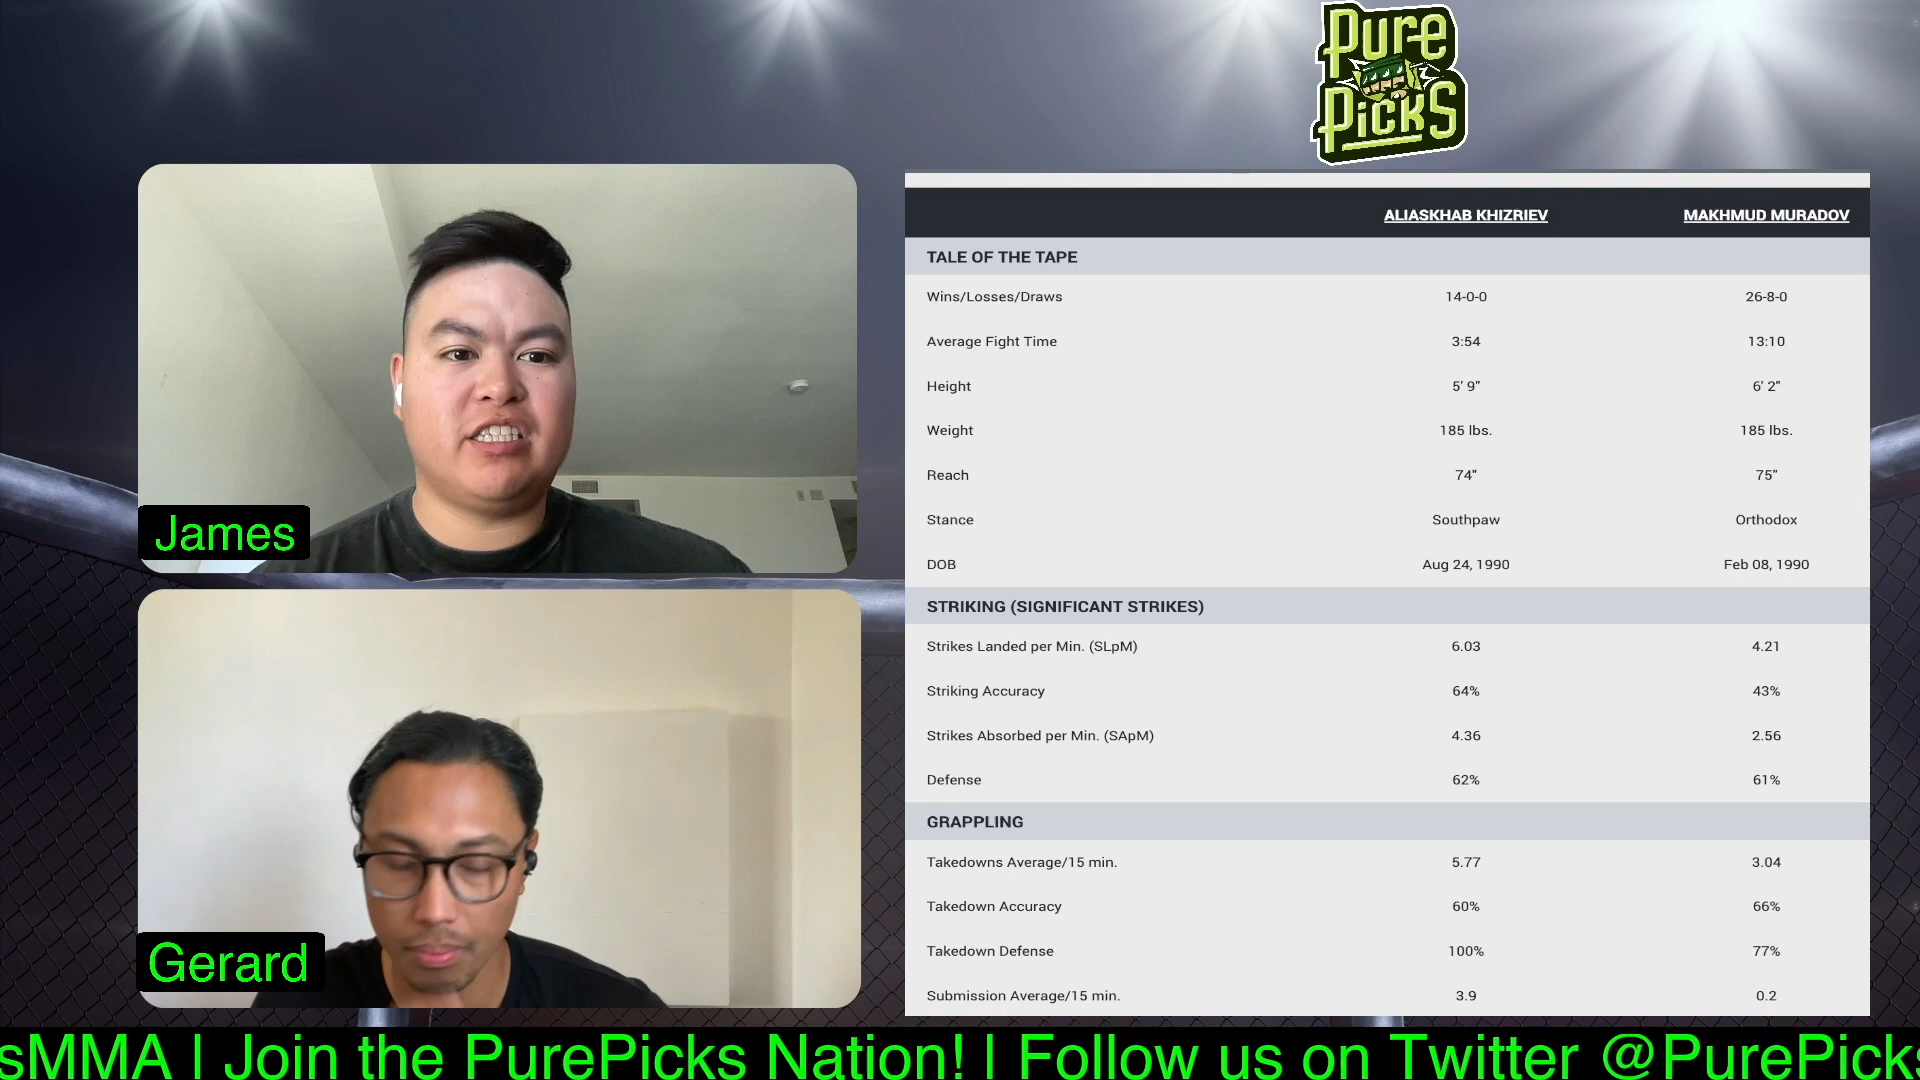 Pure
Picks
James
Gerard
ALIASKHAB KHIZRIEV MAKHMUD MURADOV
TALE OF THE TAPE
Wins/Losses/Draws 14-0-0 26-8-0
Average Fight Time 3:54 13:10
Height 5' 9" 6' 2"
Weight 185 lbs. 185 lbs.
Reach 74" 75"
Stance Southpaw Orthodox
DOB Aug 24, 1990 Feb 08, 1990
STRIKING (SIGNIFICANT STRIKES)
Strikes Landed per Min. (SLpM) 6.03 4.21
Striking Accuracy 64% 43%
Strikes Absorbed per Min. (SApM) 4.36 2.56
Defense 62% 61%
GRAPPLING
Takedowns Average/15 min. 5.77 3.04
Takedown Accuracy 60% 66%
Takedown Defense 100% 77%
Submission Average/15 min. 3.9 0.2
sMMA | Join the PurePicks Nation! | Follow us on Twitter @PurePicks